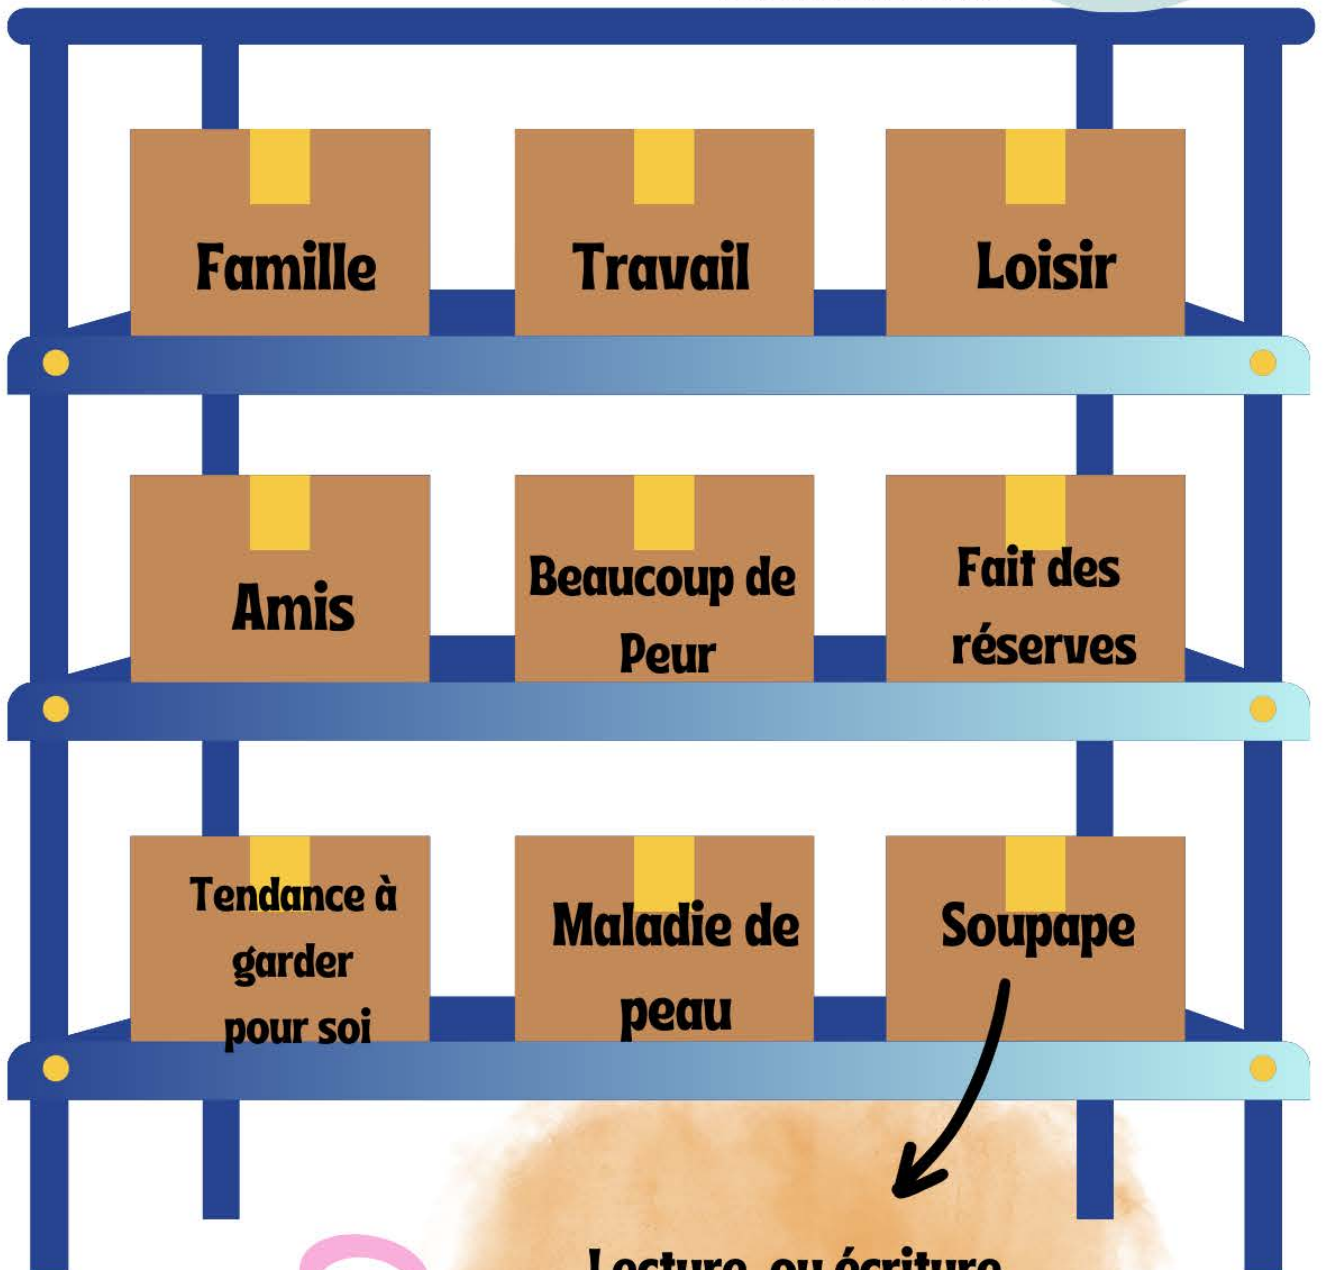 Famille
Travail
Loisir
Amis
Beaucoup de
Peur
Fait des
réserves
Tendance à
garder
pour soi
Maladie de
peau
Soupape
Lecture ou écriture